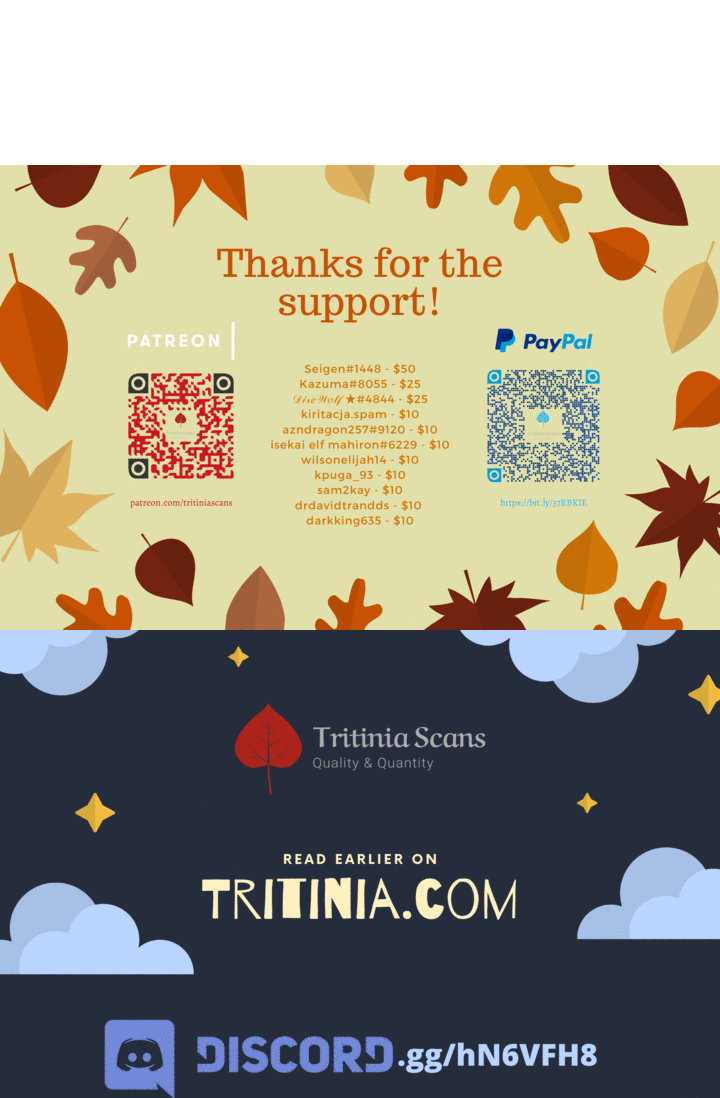 Thanks for the
support!
PATREON
PayPal
Seigen#1448 - $50
Kazuma#8055 - $25
𝒟𝒾𝓇𝑒𝒲𝑜𝓁𝒻 ★#4844 - $25
kiritacja.spam - $10
azndragon257#9120 - $10
isekai elf mahiron#6229 - $10
wilsonelijah14 - $10
kpuga_93 - $10
sam2kay - $10
drdavidtrandds - $10
darkking635 - $10
patreon.com/tritiniascans
https://bit.ly/37RBKIE
Tritinia Scans
Quality & Quantity
READ EARLIER ON
TRITINIA.COM
DISCORD.gg/hN6VFH8